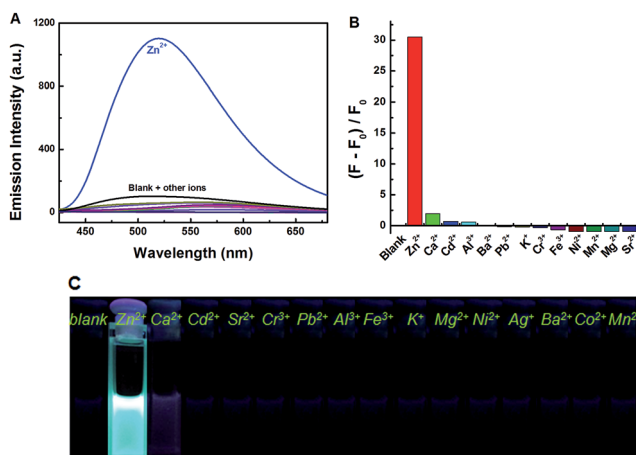 A
1200
800
400
0
Emission Intensity (a.u.)
Zn²⁺
Blank + other ions
450 500 550 600 650
Wavelength (nm)
B
30
25
20
15
10
5
0
(F - F₀) / F₀
Blank Zn²⁺ Ca²⁺ Cd²⁺ Al³⁺ Ba²⁺ Pb²⁺ K⁺ Cr³⁺ Fe³⁺ Ni²⁺ Mn²⁺ Mg²⁺ Sr²⁺
C
blank Zn²⁺ Ca²⁺ Cd²⁺ Sr²⁺ Cr³⁺ Pb²⁺ Al³⁺ Fe³⁺ K⁺ Mg²⁺ Ni²⁺ Ag⁺ Ba²⁺ Co²⁺ Mn²